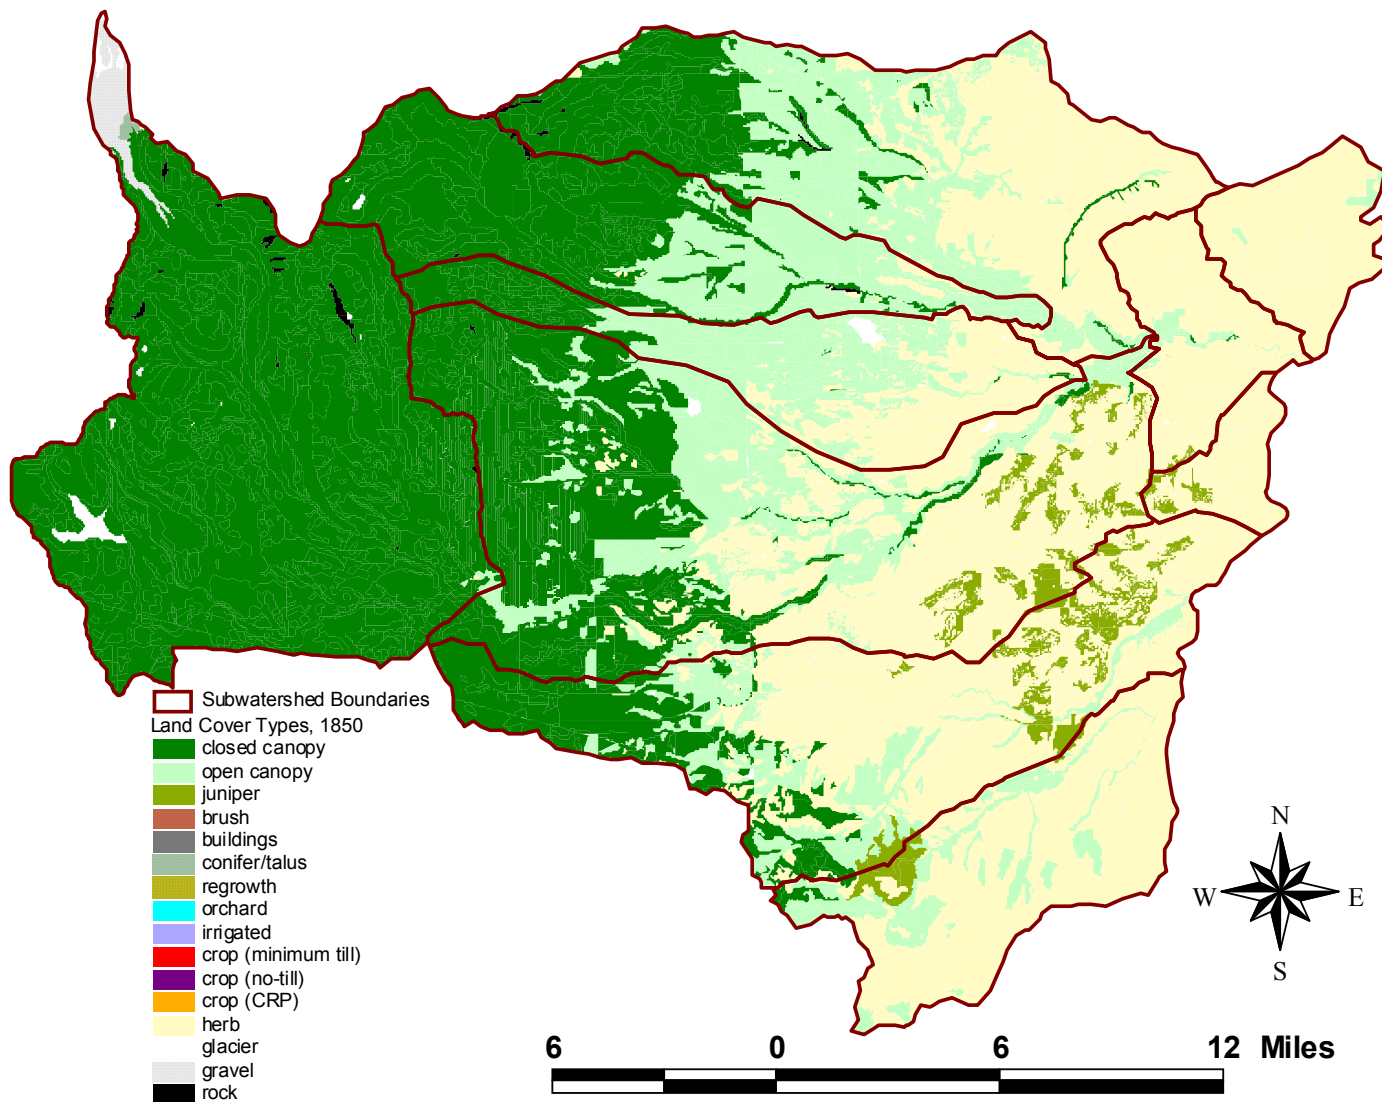 Subwatershed Boundaries
Land Cover Types, 1850
closed canopy
open canopy
juniper
brush
buildings
conifer/talus
regrowth
orchard
irrigated
crop (minimum till)
crop (no-till)
crop (CRP)
herb
glacier
gravel
rock
N
W E
S
6 0 6 12 Miles